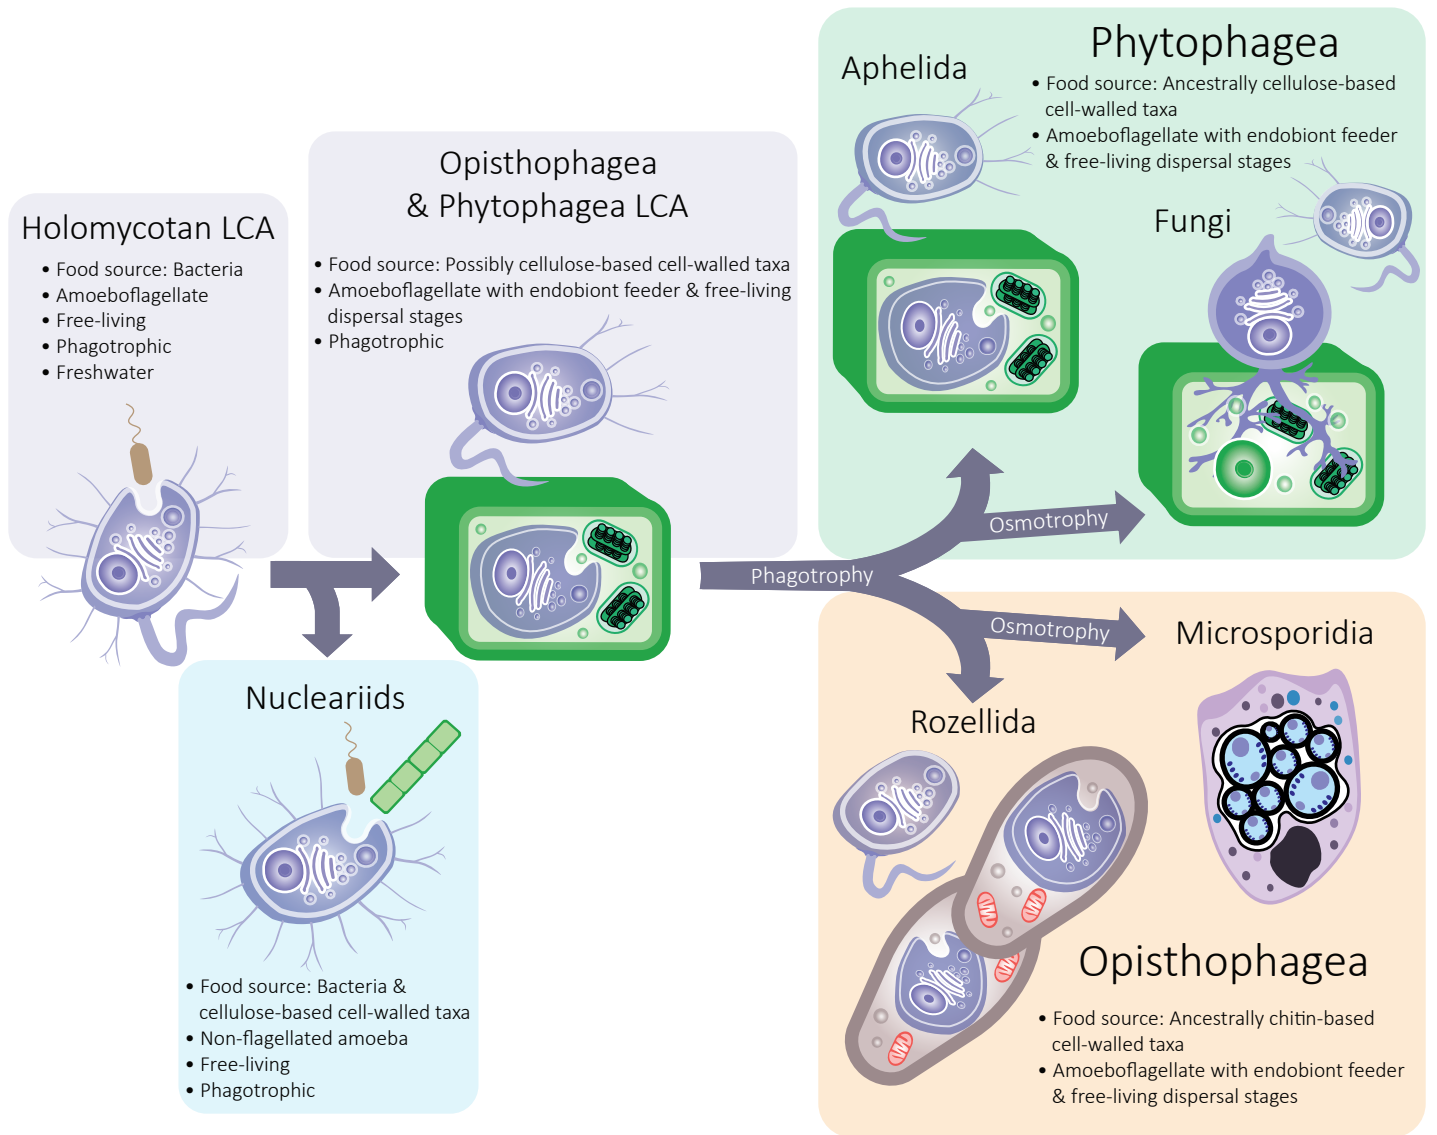 Holomycotan LCA
• Food source: Bacteria
• Amoeboflagellate
• Free-living
• Phagotrophic
• Freshwater
Opisthophagea
& Phytophagea LCA
• Food source: Possibly cellulose-based cell-walled taxa
• Amoeboflagellate with endobiont feeder & free-living
dispersal stages
• Phagotrophic
Nucleariids
• Food source: Bacteria &
cellulose-based cell-walled taxa
• Non-flagellated amoeba
• Free-living
• Phagotrophic
Phagotrophy
Osmotrophy
Osmotrophy
Phytophagea
• Food source: Ancestrally cellulose-based
cell-walled taxa
• Amoeboflagellate with endobiont feeder
& free-living dispersal stages
Aphelida
Fungi
Microsporidia
Rozellida
Opisthophagea
• Food source: Ancestrally chitin-based
cell-walled taxa
• Amoeboflagellate with endobiont feeder
& free-living dispersal stages